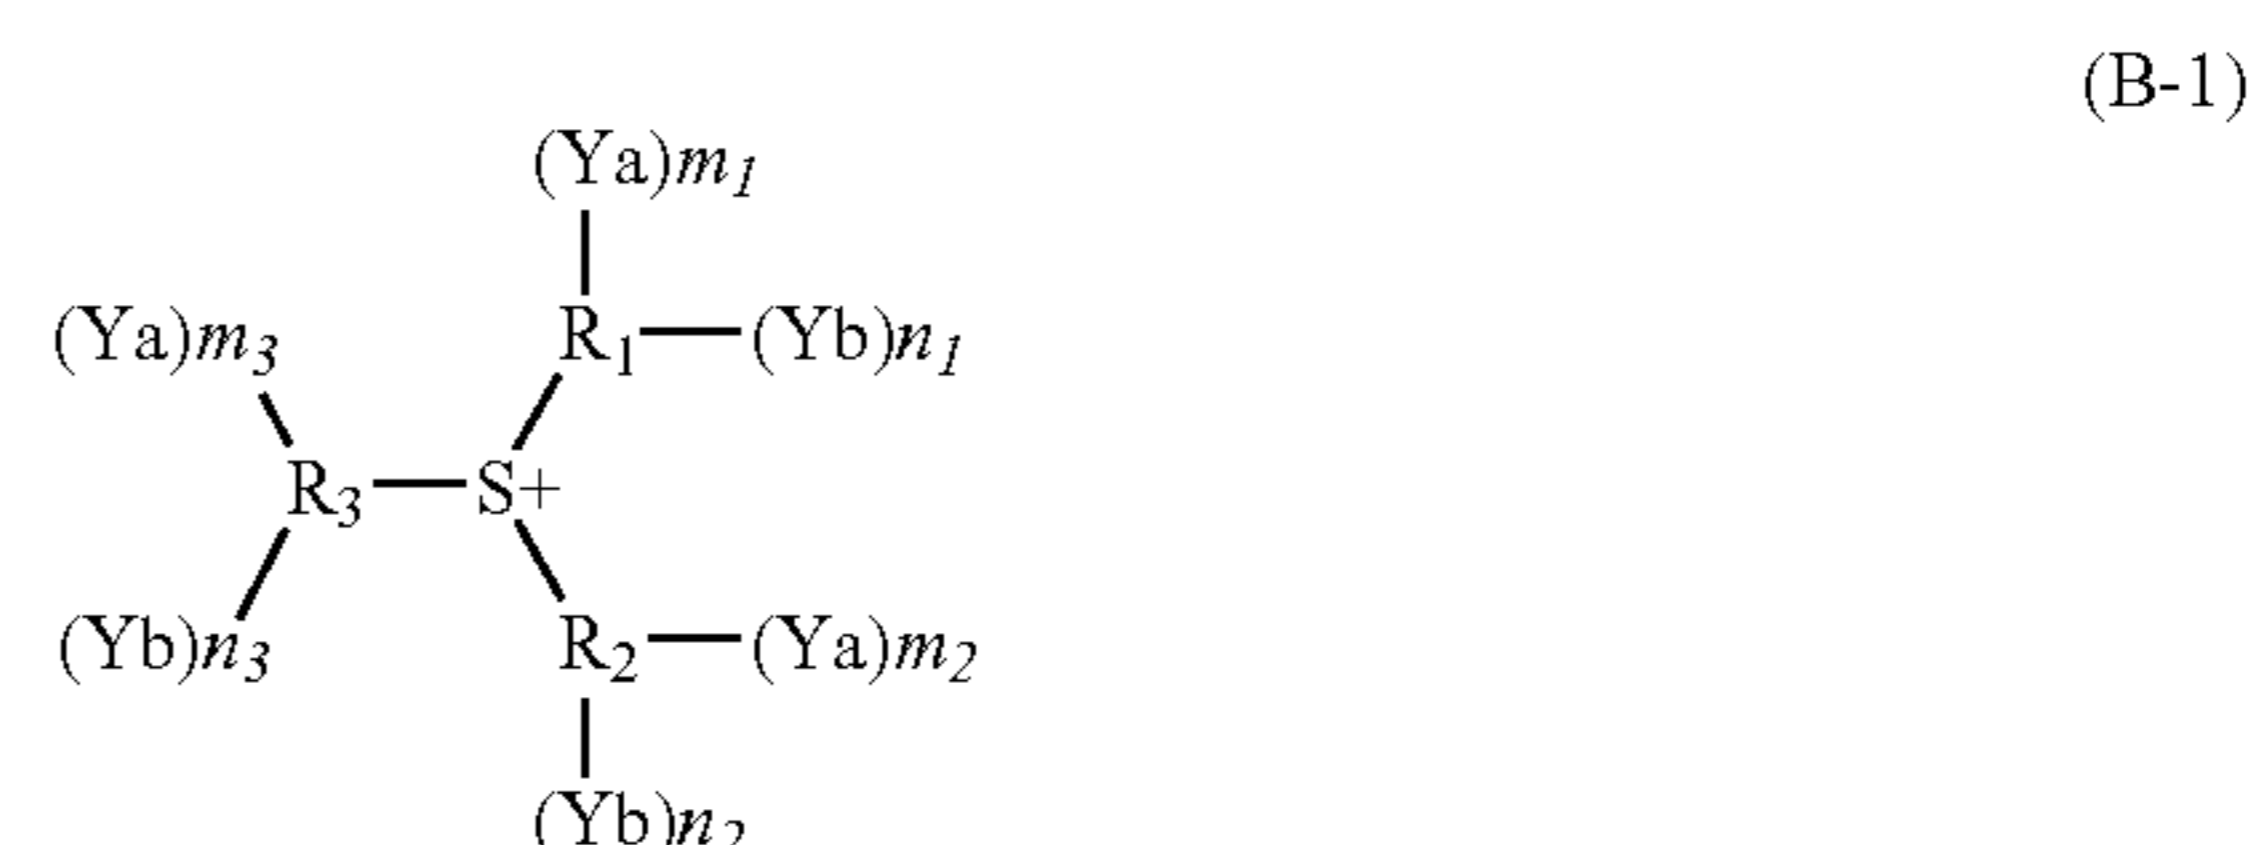 (B-1)
(Ya)m1
(Ya)m3 R1 (Yb)n1
R3 S+
(Yb)n3 R2 (Ya)m2
(Yb)n2